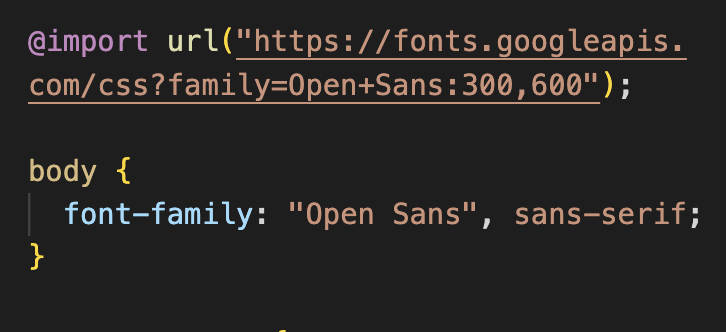 @import url("https://fonts.googleapis.
com/css?family=Open+Sans:300,600");
body {
font-family: "Open Sans", sans-serif;
}